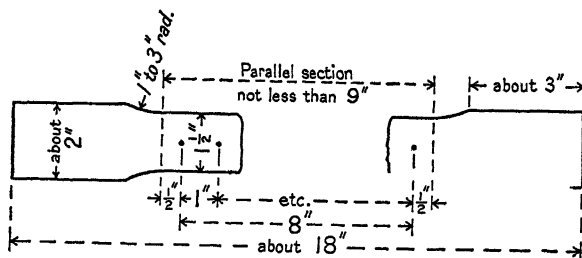 1" to 3" rad.
Parallel section
not less than 9"
about 3"
about 2"
1 1/2"
1/2"
1"
etc.
1/2"
8"
about 18"